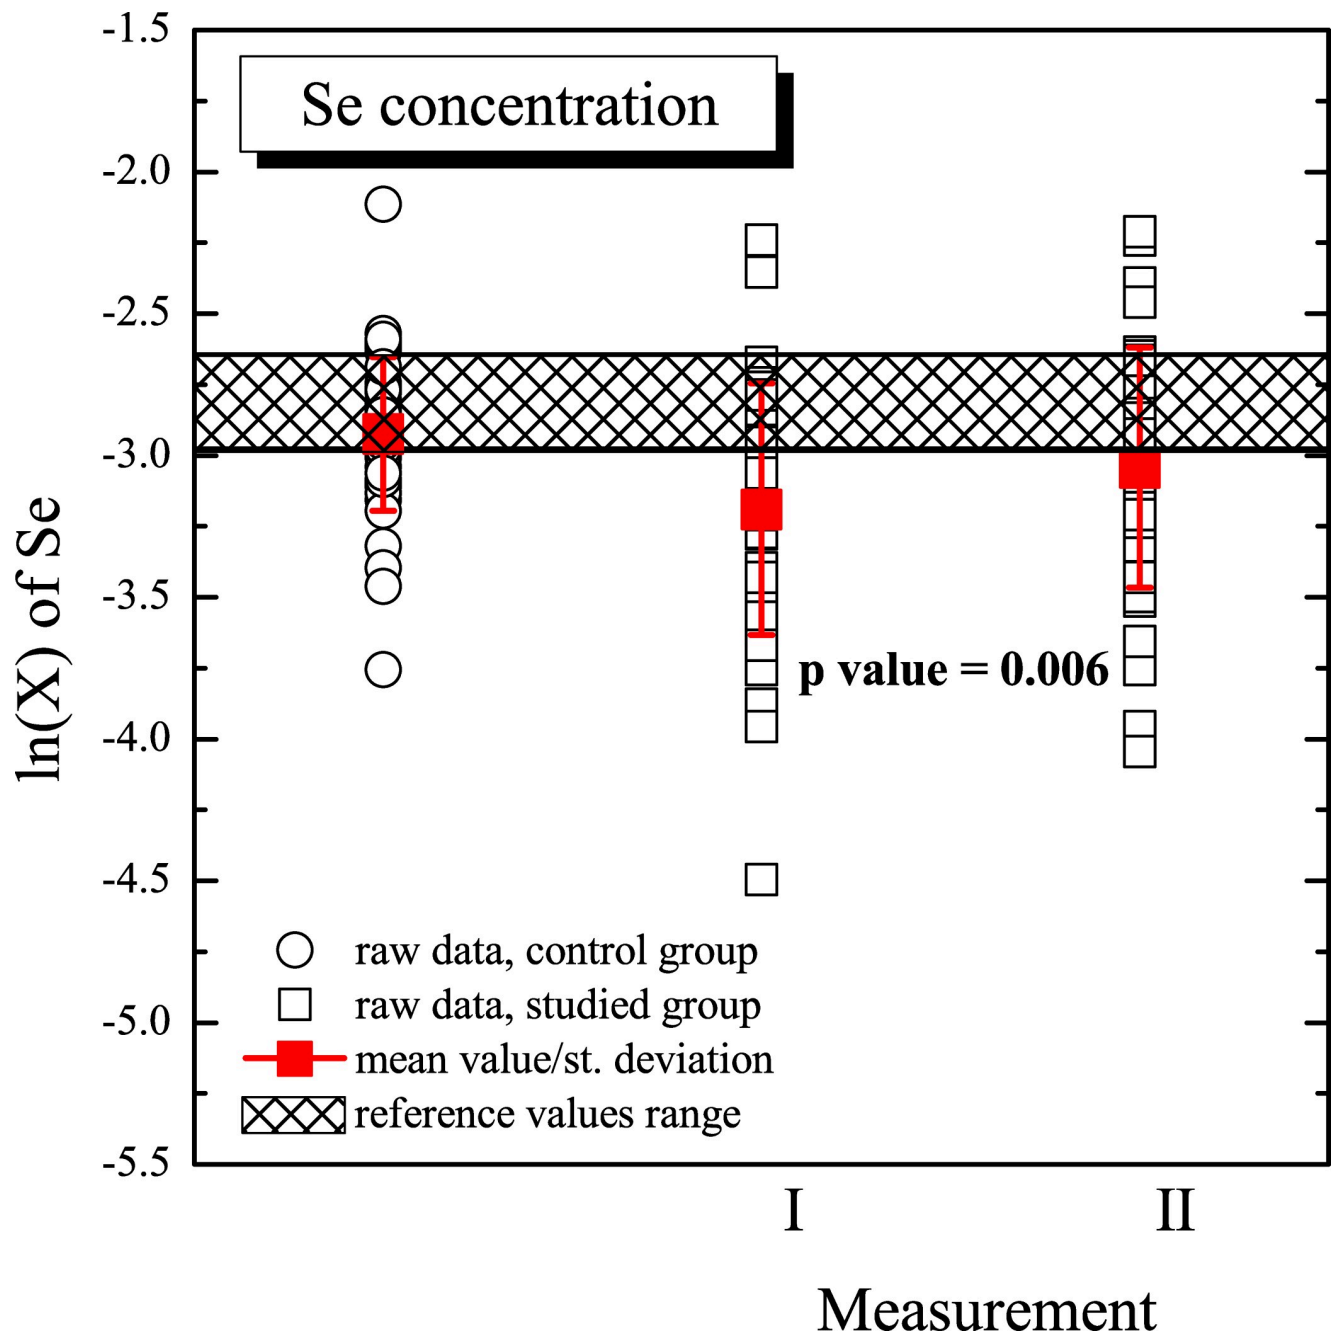 Se concentration
-1.5
-2.0
-2.5
-3.0
-3.5
-4.0
-4.5
-5.0
-5.5
ln(X) of Se
p value = 0.006
raw data, control group
raw data, studied group
mean value/st. deviation
reference values range
I
II
Measurement